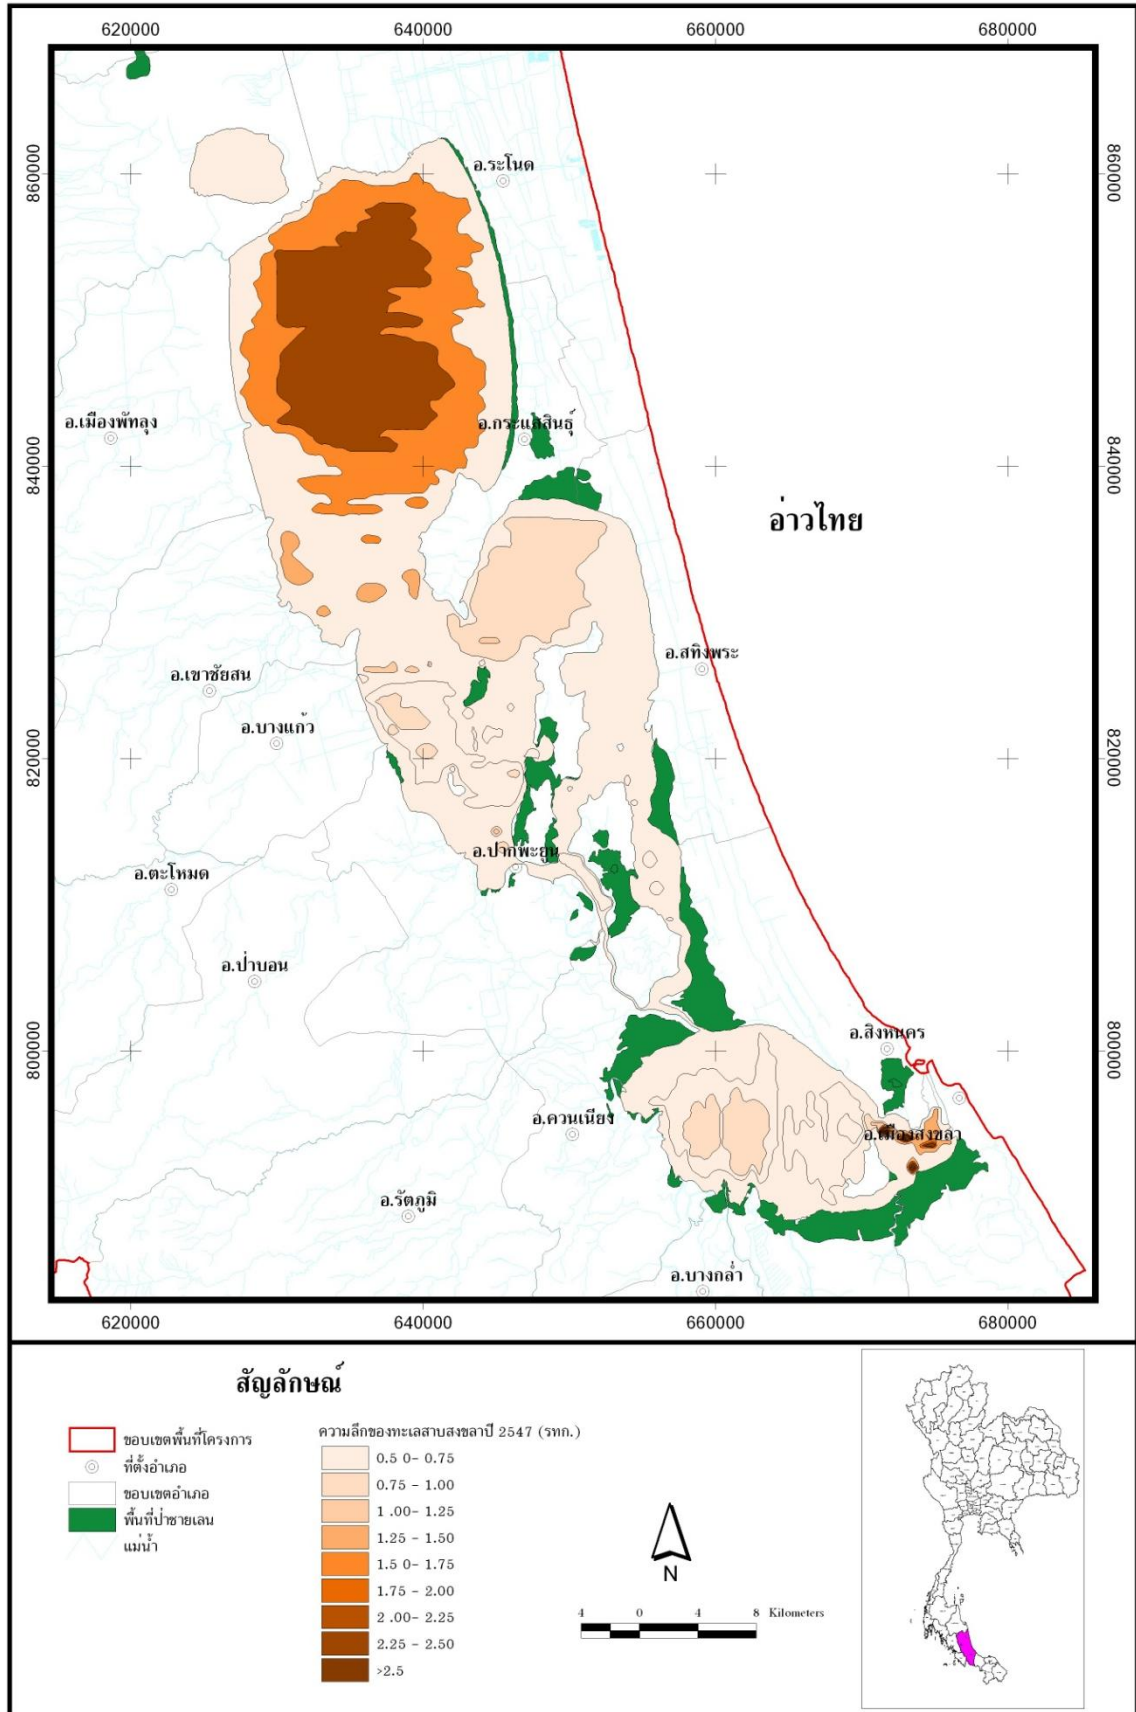 620000 640000 660000 680000
860000 860000
อ.ระโนด
อ.เมืองพัทลุง
อ.กระแสสินธุ์
840000 840000
อ่าวไทย
อ.สทิงพระ
อ.เขาชัยสน
อ.บางแก้ว
820000 820000
อ.ปากพะยูน
อ.ตะโหมด
อ.ป่าบอน
อ.สิงหนคร
800000 800000
อ.ควนเนียง
อ.เมืองสงขลา
อ.รัตภูมิ
อ.บางกล่ำ
620000 640000 660000 680000
สัญลักษณ์
ขอบเขตพื้นที่โครงการ
ที่ตั้งอำเภอ
ขอบเขตอำเภอ
พื้นที่ป่าชายเลน
แม่น้ำ
ความลึกของทะเลสาบสงขลาปี 2547 (รทก.)
0.5 0- 0.75
0.75 - 1.00
1.00- 1.25
1.25 - 1.50
1.5 0- 1.75
1.75 - 2.00
2 .00- 2.25
2.25 - 2.50
>2.5
N
4 0 4 8 Kilometers